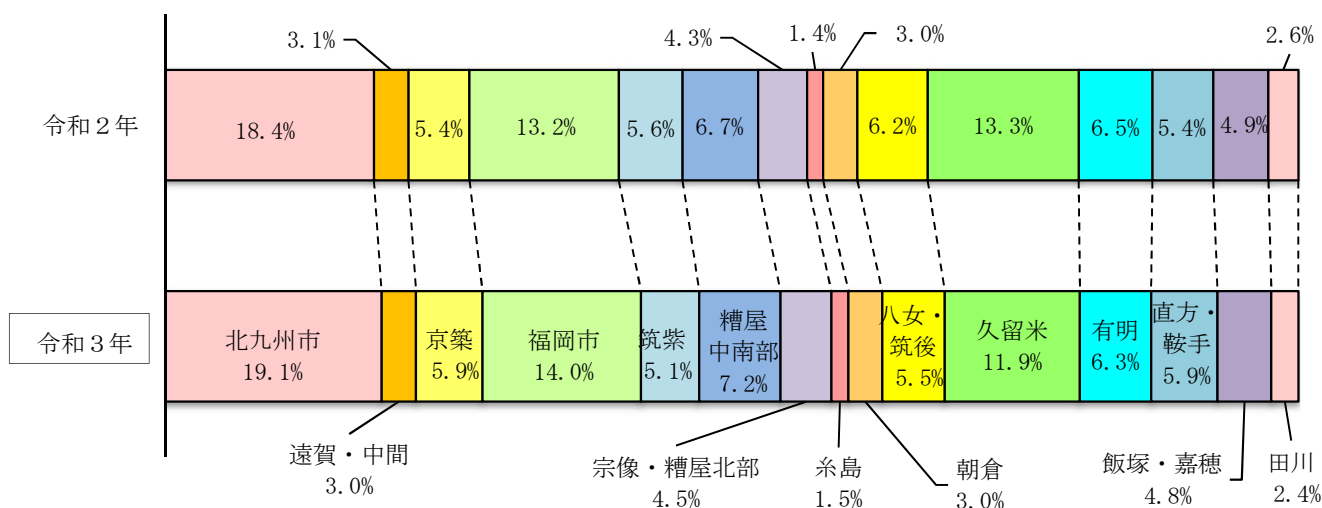 3.1%
4.3%
1.4%
3.0%
2.6%
令和２年
18.4%
5.4%
13.2%
5.6%
6.7%
6.2%
13.3%
6.5%
5.4%
4.9%
令和３年
北九州市
19.1%
京築
5.9%
福岡市
14.0%
筑紫
5.1%
糟屋
中南部
7.2%
八女・
筑後
5.5%
久留米
11.9%
有明
6.3%
直方・
鞍手
5.9%
遠賀・中間
3.0%
宗像・糟屋北部
4.5%
糸島
1.5%
朝倉
3.0%
飯塚・嘉穂
4.8%
田川
2.4%